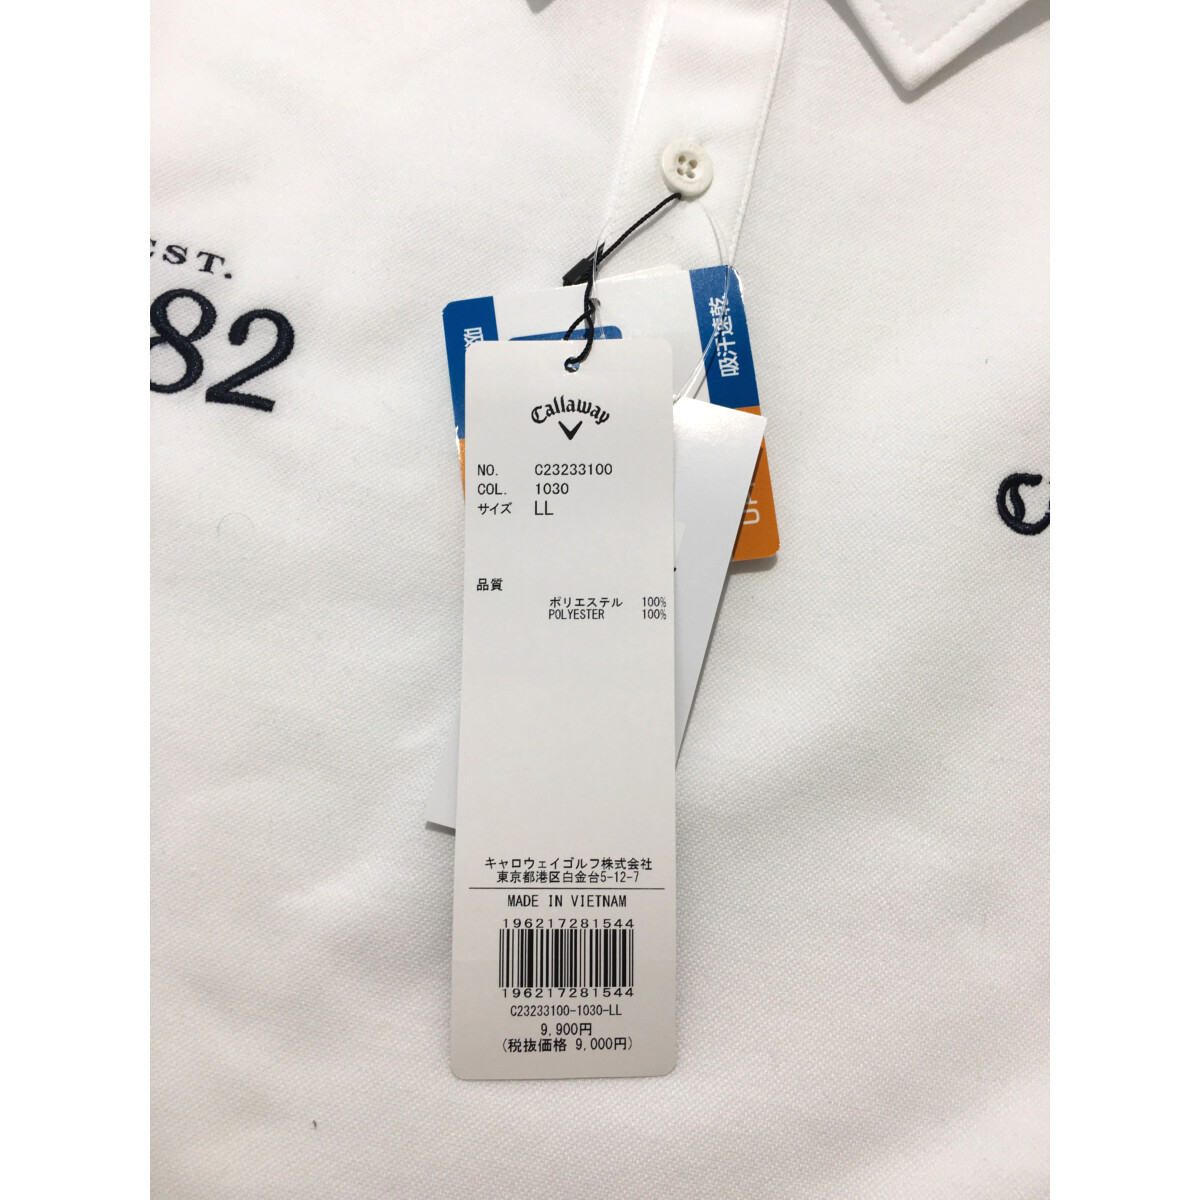 EST.
82
吸汗速乾
Callaway
NO. C23233100
COL. 1030
サイズ LL
品質
ポリエステル 100%
POLYESTER 100%
キャロウェイゴルフ株式会社
東京都港区白金台5-12-7
MADE IN VIETNAM
196217281544
196217281544
C23233100-1030-LL
9,900円
(税抜価格 9,000円)